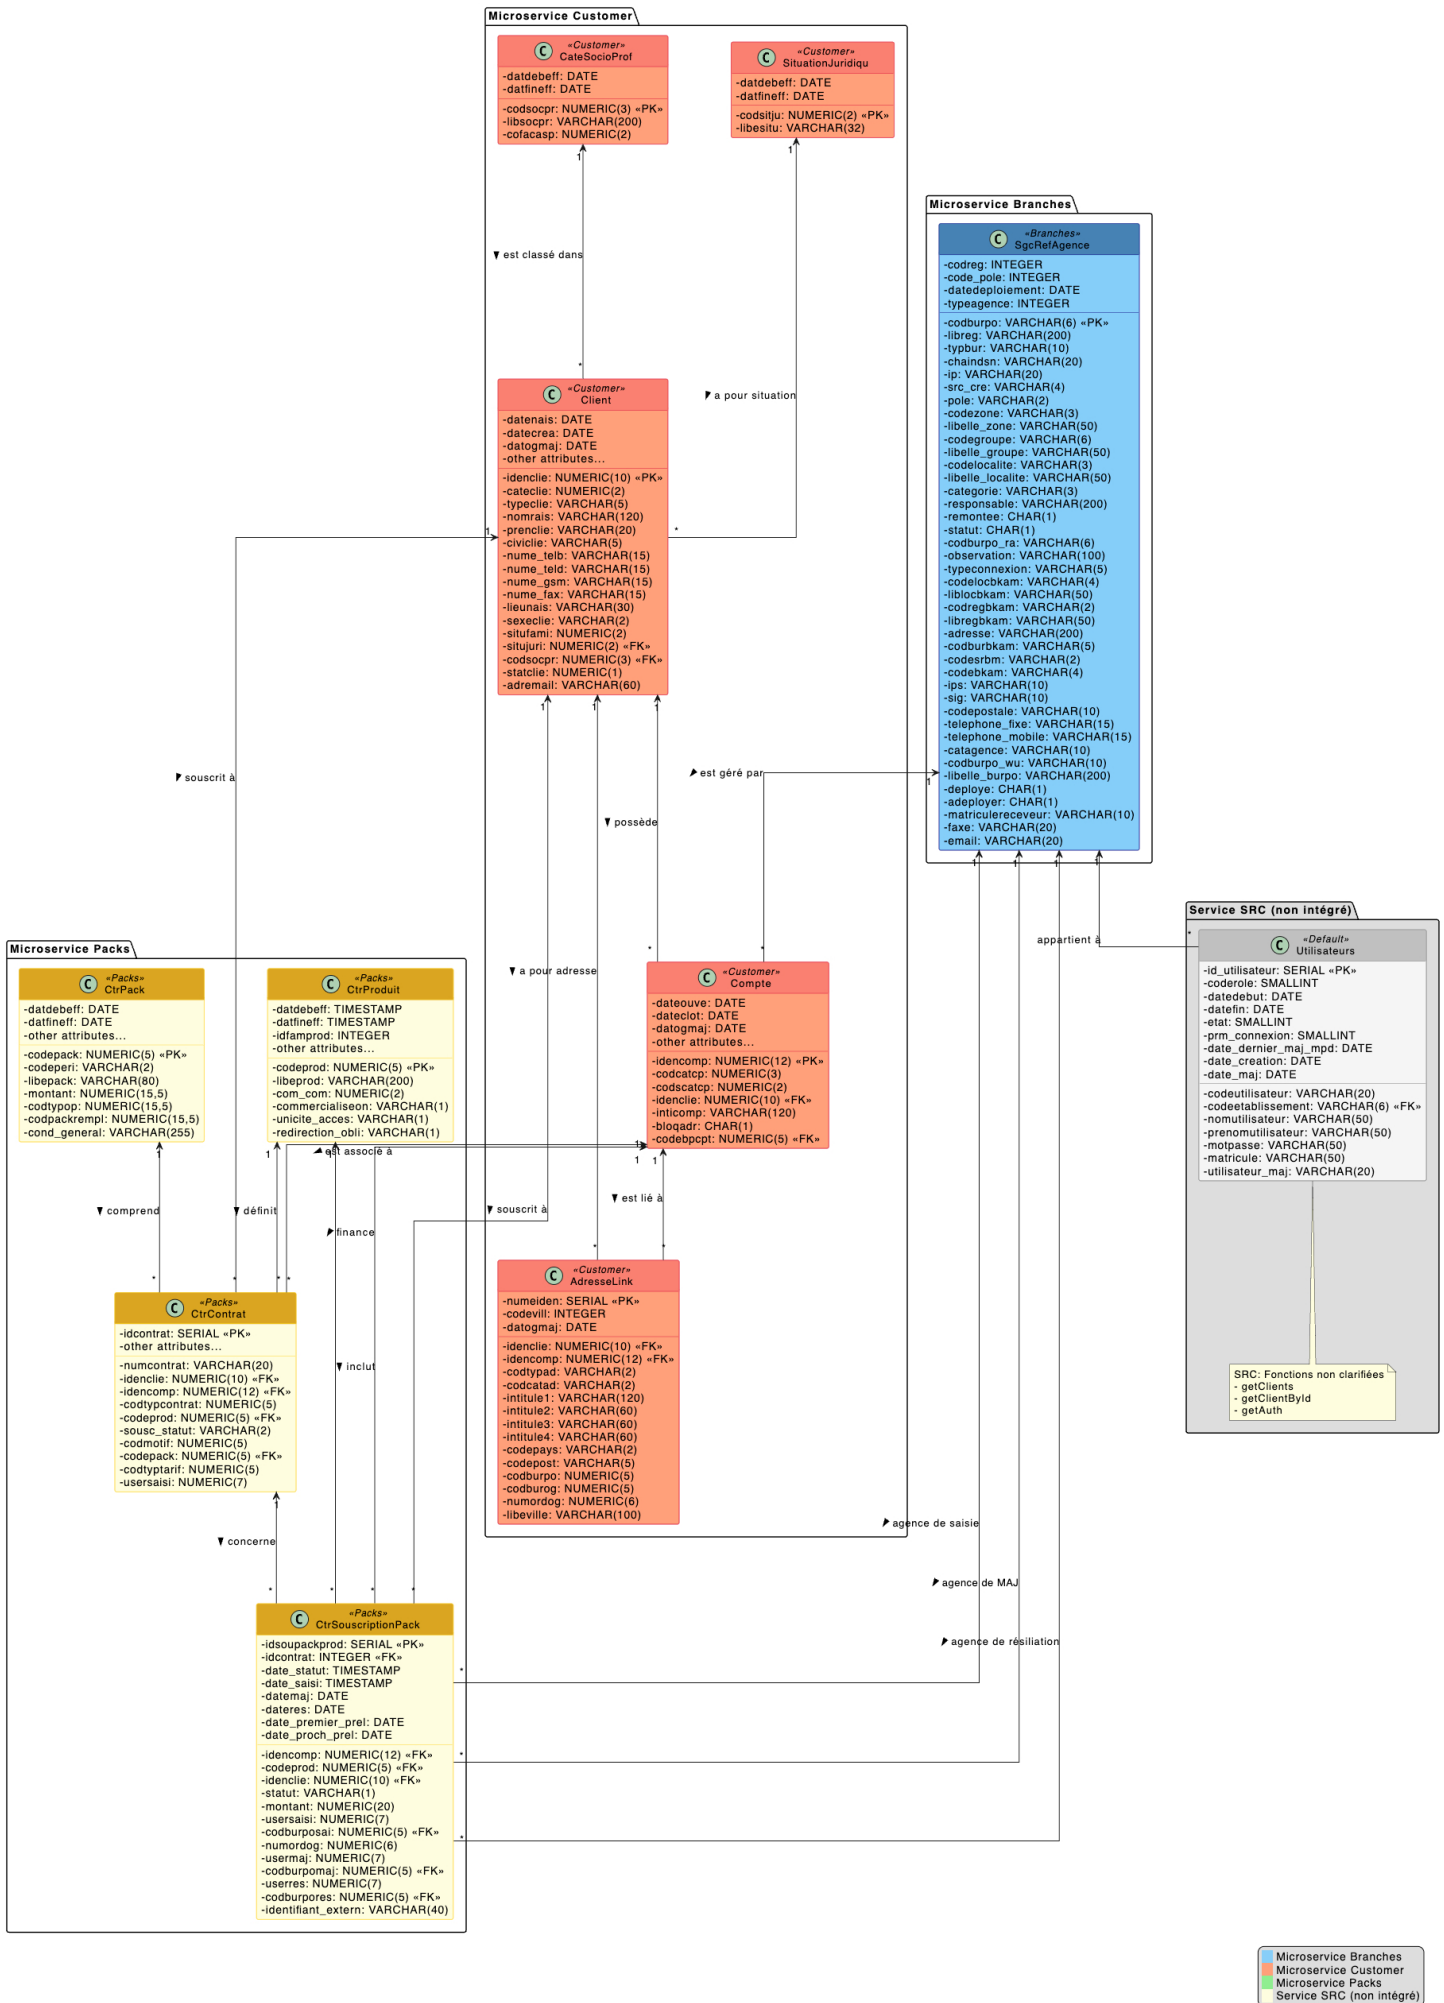 Microservice Customer
C
«Customer»
CateSocioProf
-datdebeff: DATE
-datfineff: DATE
-codsocpr: NUMERIC(3) «PK»
-libsocpr: VARCHAR(200)
-cofacasp: NUMERIC(2)
1
C
«Customer»
SituationJuridiqu
-datdebeff: DATE
-datfineff: DATE
-codsitju: NUMERIC(2) «PK»
-libesitu: VARCHAR(32)
1
est classé dans
*
a pour situation
*
C
«Customer»
Client
-datenais: DATE
-datecrea: DATE
-datogmaj: DATE
-other attributes...
-idenclie: NUMERIC(10) «PK»
-cateclie: NUMERIC(2)
-typeclie: VARCHAR(5)
-nomrais: VARCHAR(120)
-prenclie: VARCHAR(20)
-civiclie: VARCHAR(5)
-nume_telb: VARCHAR(15)
-nume_teld: VARCHAR(15)
-nume_gsm: VARCHAR(15)
-nume_fax: VARCHAR(15)
-lieunais: VARCHAR(30)
-sexeclie: VARCHAR(2)
-situfami: NUMERIC(2)
-situjuri: NUMERIC(2) «FK»
-codsocpr: NUMERIC(3) «FK»
-statclie: NUMERIC(1)
-adremail: VARCHAR(60)
1
1
1
1
Microservice Branches
C
«Branches»
SgcRefAgence
-codreg: INTEGER
-code_pole: INTEGER
-datedeploiement: DATE
-typeagence: INTEGER
-codburpo: VARCHAR(6) «PK»
-libreg: VARCHAR(200)
-typbur: VARCHAR(10)
-chaindsn: VARCHAR(20)
-ip: VARCHAR(20)
-src_cre: VARCHAR(4)
-pole: VARCHAR(2)
-codezone: VARCHAR(3)
-libelle_zone: VARCHAR(50)
-codegroupe: VARCHAR(6)
-libelle_groupe: VARCHAR(50)
-codelocalite: VARCHAR(3)
-libelle_localite: VARCHAR(50)
-categorie: VARCHAR(3)
-responsable: VARCHAR(200)
-remontee: CHAR(1)
-statut: CHAR(1)
-codburpo_ra: VARCHAR(6)
-observation: VARCHAR(100)
-typeconnexion: VARCHAR(5)
-codelocbkam: VARCHAR(4)
-liblocbkam: VARCHAR(50)
-codregbkam: VARCHAR(2)
-libregbkam: VARCHAR(50)
-adresse: VARCHAR(200)
-codburbkam: VARCHAR(5)
-codesrbm: VARCHAR(2)
-codebkam: VARCHAR(4)
-ips: VARCHAR(10)
-sig: VARCHAR(10)
-codepostale: VARCHAR(10)
-telephone_fixe: VARCHAR(15)
-telephone_mobile: VARCHAR(15)
-catagence: VARCHAR(10)
-codburpo_wu: VARCHAR(10)
-libelle_burpo: VARCHAR(200)
-deploye: CHAR(1)
-adeployer: CHAR(1)
-matriculereceveur: VARCHAR(10)
-faxe: VARCHAR(20)
-email: VARCHAR(20)
1
1
1
1
1
souscrit à
est géré par
possède
Service SRC (non intégré)
*
appartient à
C
«Default»
Utilisateurs
-id_utilisateur: SERIAL «PK»
-coderole: SMALLINT
-datedebut: DATE
-datefin: DATE
-etat: SMALLINT
-prm_connexion: SMALLINT
-date_dernier_maj_mpd: DATE
-date_creation: DATE
-date_maj: DATE
-codeutilisateur: VARCHAR(20)
-codeetablissement: VARCHAR(6) «FK»
-nomutilisateur: VARCHAR(50)
-prenomutilisateur: VARCHAR(50)
-motpasse: VARCHAR(50)
-matricule: VARCHAR(50)
-utilisateur_maj: VARCHAR(20)
SRC: Fonctions non clarifiées
- getClients
- getClientById
- getAuth
Microservice Packs
C
«Packs»
CtrPack
-datdebeff: DATE
-datfineff: DATE
-other attributes...
-codepack: NUMERIC(5) «PK»
-codeperi: VARCHAR(2)
-libepack: VARCHAR(80)
-montant: NUMERIC(15,5)
-codtypop: NUMERIC(15,5)
-codpackrempl: NUMERIC(15,5)
-cond_general: VARCHAR(255)
1
C
«Packs»
CtrProduit
-datdebeff: TIMESTAMP
-datfineff: TIMESTAMP
-idfamprod: INTEGER
-other attributes...
-codeprod: NUMERIC(5) «PK»
-libeprod: VARCHAR(200)
-com_com: NUMERIC(2)
-commercialiseon: VARCHAR(1)
-unicite_acces: VARCHAR(1)
-redirection_obli: VARCHAR(1)
1
1
est associé à
a pour adresse
*
*
C
«Customer»
Compte
-dateouve: DATE
-dateclot: DATE
-datogmaj: DATE
-other attributes...
-idencomp: NUMERIC(12) «PK»
-codcatcp: NUMERIC(3)
-codscatcp: NUMERIC(2)
-idenclie: NUMERIC(10) «FK»
-inticomp: VARCHAR(120)
-bloqadr: CHAR(1)
-codebpcpt: NUMERIC(5) «FK»
1
1
1
comprend
définit
finance
souscrit à
est lié à
*
*
*
*
*
*
C
«Packs»
CtrContrat
-idcontrat: SERIAL «PK»
-other attributes...
-numcontrat: VARCHAR(20)
-idenclie: NUMERIC(10) «FK»
-idencomp: NUMERIC(12) «FK»
-codtypcontrat: NUMERIC(5)
-codeprod: NUMERIC(5) «FK»
-sousc_statut: VARCHAR(2)
-codmotif: NUMERIC(5)
-codepack: NUMERIC(5) «FK»
-codtyptarif: NUMERIC(5)
-usersaisi: NUMERIC(7)
1
inclut
C
«Customer»
AdresseLink
-numeiden: SERIAL «PK»
-codevill: INTEGER
-datogmaj: DATE
-idenclie: NUMERIC(10) «FK»
-idencomp: NUMERIC(12) «FK»
-codtypad: VARCHAR(2)
-codcatad: VARCHAR(2)
-intitule1: VARCHAR(120)
-intitule2: VARCHAR(60)
-intitule3: VARCHAR(60)
-intitule4: VARCHAR(60)
-codepays: VARCHAR(2)
-codepost: VARCHAR(5)
-codburpo: NUMERIC(5)
-codburog: NUMERIC(5)
-numordog: NUMERIC(6)
-libeville: VARCHAR(100)
concerne
agence de saisie
agence de MAJ
agence de résiliation
*
*
*
*
C
«Packs»
CtrSouscriptionPack
-idsoupackprod: SERIAL «PK»
-idcontrat: INTEGER «FK»
-date_statut: TIMESTAMP
-date_saisi: TIMESTAMP
-datemaj: DATE
-dateres: DATE
-date_premier_prel: DATE
-date_proch_prel: DATE
-idencomp: NUMERIC(12) «FK»
-codeprod: NUMERIC(5) «FK»
-idenclie: NUMERIC(10) «FK»
-statut: VARCHAR(1)
-montant: NUMERIC(20)
-usersaisi: NUMERIC(7)
-codburposai: NUMERIC(5) «FK»
-numordog: NUMERIC(6)
-usermaj: NUMERIC(7)
-codburpomaj: NUMERIC(5) «FK»
-userres: NUMERIC(7)
-codburpores: NUMERIC(5) «FK»
-identifiant_extern: VARCHAR(40)
*
*
*
Microservice Branches
Microservice Customer
Microservice Packs
Service SRC (non intégré)